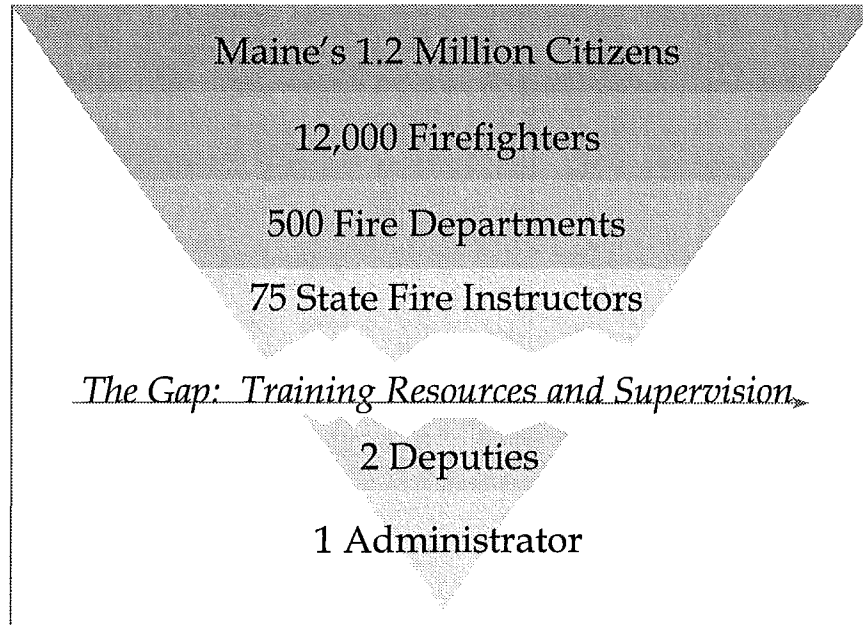 Maine's 1.2 Million Citizens
12,000 Firefighters
500 Fire Departments
75 State Fire Instructors
The Gap: Training Resources and Supervision
2 Deputies
1 Administrator